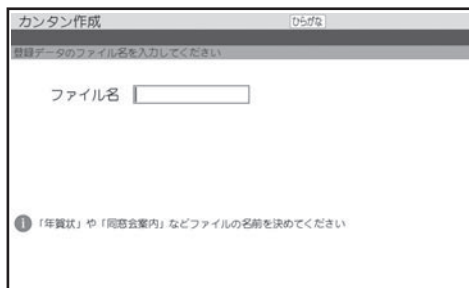 カンタン作成 ひらがな
登録データのファイル名を入力してください
ファイル名
「年賀状」や「同窓会案内」などファイルの名前を決めてください